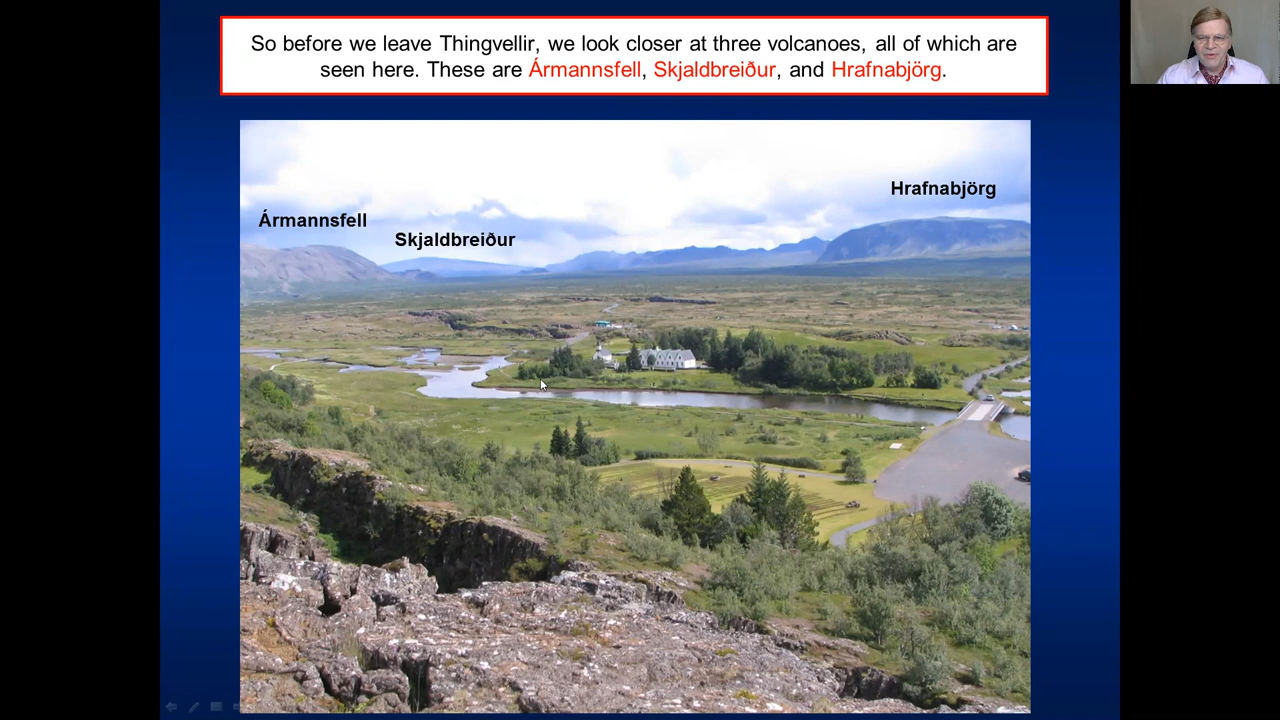 So before we leave Thingvellir, we look closer at three volcanoes, all of which are
seen here. These are Ármannsfell, Skjaldbreiður, and Hrafnabjörg.
Hrafnabjörg
Ármannsfell
Skjaldbreiður